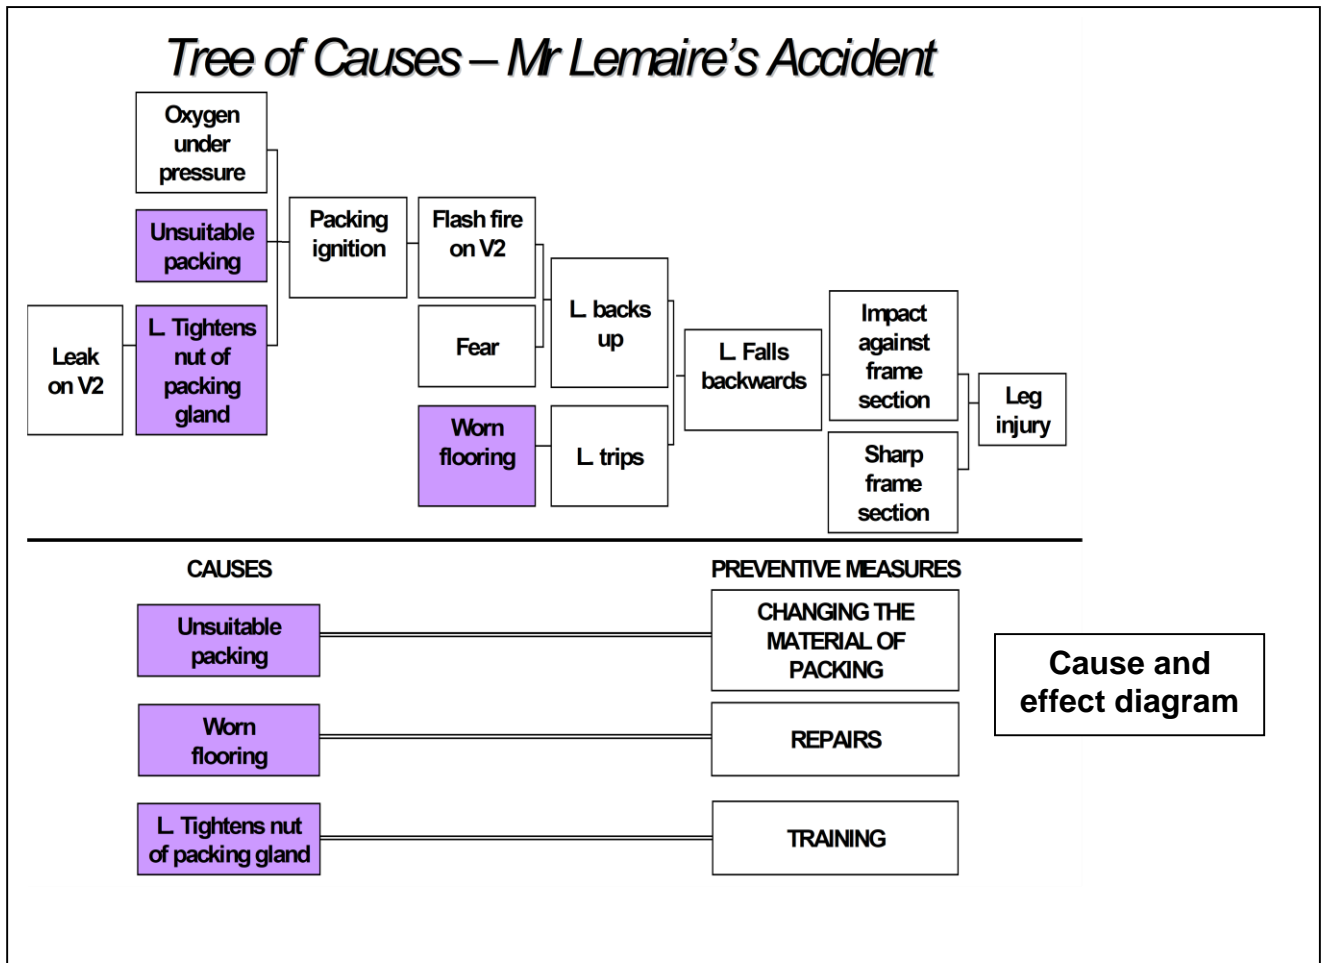 Tree of Causes – Mr Lemaire's Accident
Oxygen
under
pressure
Unsuitable
packing
Leak
on V2
L. Tightens
nut of
packing
gland
Packing
ignition
Flash fire
on V2
Fear
Worn
flooring
L. backs
up
L. trips
L. Falls
backwards
Impact
against
frame
section
Sharp
frame
section
Leg
injury
CAUSES
PREVENTIVE MEASURES
Unsuitable
packing
CHANGING THE
MATERIAL OF
PACKING
Worn
flooring
REPAIRS
L. Tightens nut
of packing gland
TRAINING
Cause and
effect diagram